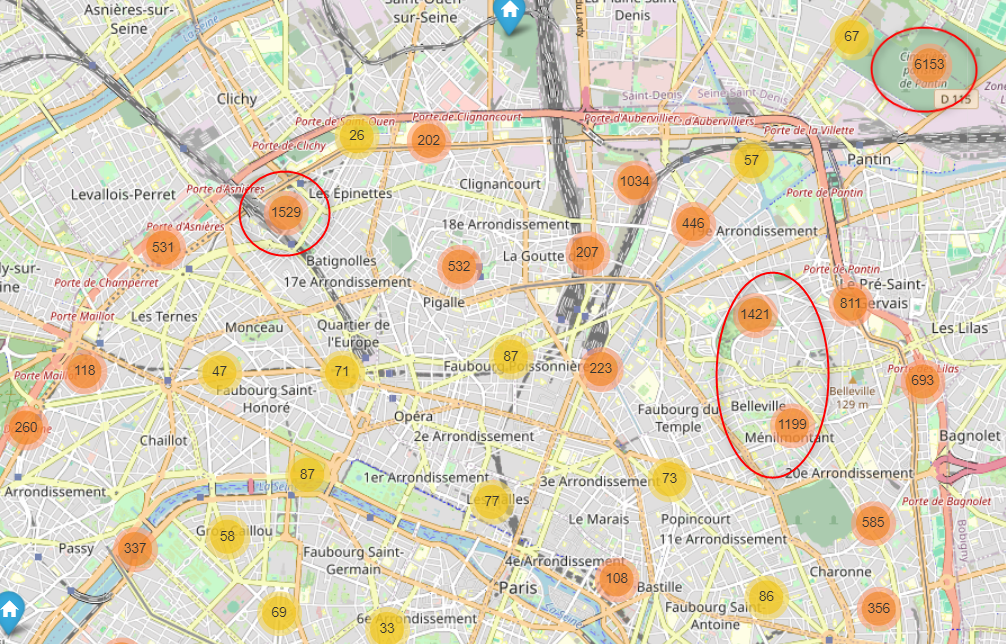 Asnières-sur-
Seine
sur-Seine
Denis
67
6153
de Pantin
D 115
Clichy
Saint-Denis
Seine-Saint-Denis
Porte de Saint-Ouen
Porte de Clignancourt
Porte d'Aubervilliers
d'Aubervilliers
Porte de la Villette
26
202
Porte de Clichy
57
Pantin
Levallois-Perret
Porte d'Asnières
Les Épinettes
Clignancourt
1034
Porte de Pantin
1529
Porte d'Asnières
18e Arrondissement
446
e Arrondissement
531
Batignolles
532
La Goutte
207
Porte de Pantin
Porte de Champerret
17e Arrondissement
Pigalle
Le Pré-Saint-
Gervais
811
Porte Maillot
Les Ternes
Monceau
Quartier de
l'Europe
1421
Les Lilas
118
47
71
87
Faubourg Poissonnière
223
693
Faubourg Saint-
Honoré
Belleville
129 m
260
Opéra
Faubourg du
Temple
Belleville
1199
Ménilmontant
Chaillot
2e Arrondissement
Bagnolet
87
La Seine
1er Arrondissement
3e Arrondissement
73
20e Arrondissement
Arrondissement
77
Porte de Bagnolet
58
Le Marais
Popincourt
11e Arrondissement
585
Passy
337
Faubourg Saint-
Germain
4e Arrondissement
Charonne
Paris
108
Bastille
86
69
33
6e
Arrondissement
Faubourg Saint-
Antoine
356